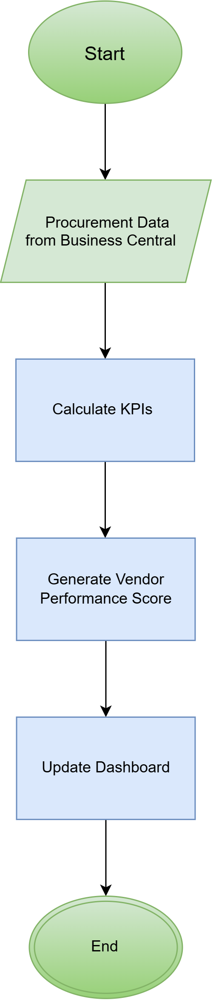 Start
Procurement Data
from Business Central
Calculate KPIs
Generate Vendor
Performance Score
Update Dashboard
End